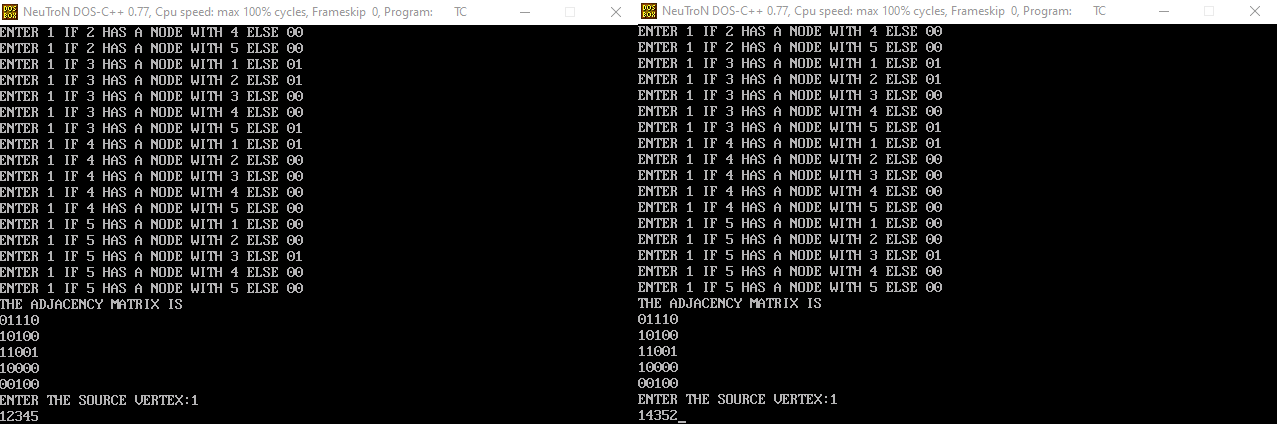 NeuTroN DOS-C++ 0.77, Cpu speed: max 100% cycles, Frameskip 0, Program: TC
ENTER 1 IF 2 HAS A NODE WITH 4 ELSE 00
ENTER 1 IF 2 HAS A NODE WITH 5 ELSE 00
ENTER 1 IF 3 HAS A NODE WITH 1 ELSE 01
ENTER 1 IF 3 HAS A NODE WITH 2 ELSE 01
ENTER 1 IF 3 HAS A NODE WITH 3 ELSE 00
ENTER 1 IF 3 HAS A NODE WITH 4 ELSE 00
ENTER 1 IF 3 HAS A NODE WITH 5 ELSE 01
ENTER 1 IF 4 HAS A NODE WITH 1 ELSE 01
ENTER 1 IF 4 HAS A NODE WITH 2 ELSE 00
ENTER 1 IF 4 HAS A NODE WITH 3 ELSE 00
ENTER 1 IF 4 HAS A NODE WITH 4 ELSE 00
ENTER 1 IF 4 HAS A NODE WITH 5 ELSE 00
ENTER 1 IF 5 HAS A NODE WITH 1 ELSE 00
ENTER 1 IF 5 HAS A NODE WITH 2 ELSE 00
ENTER 1 IF 5 HAS A NODE WITH 3 ELSE 01
ENTER 1 IF 5 HAS A NODE WITH 4 ELSE 00
ENTER 1 IF 5 HAS A NODE WITH 5 ELSE 00
THE ADJACENCY MATRIX IS
01110
10100
11001
10000
00100
ENTER THE SOURCE VERTEX:1
12345
NeuTroN DOS-C++ 0.77, Cpu speed: max 100% cycles, Frameskip 0, Program: TC
ENTER 1 IF 2 HAS A NODE WITH 4 ELSE 00
ENTER 1 IF 2 HAS A NODE WITH 5 ELSE 00
ENTER 1 IF 3 HAS A NODE WITH 1 ELSE 01
ENTER 1 IF 3 HAS A NODE WITH 2 ELSE 01
ENTER 1 IF 3 HAS A NODE WITH 3 ELSE 00
ENTER 1 IF 3 HAS A NODE WITH 4 ELSE 00
ENTER 1 IF 3 HAS A NODE WITH 5 ELSE 01
ENTER 1 IF 4 HAS A NODE WITH 1 ELSE 01
ENTER 1 IF 4 HAS A NODE WITH 2 ELSE 00
ENTER 1 IF 4 HAS A NODE WITH 3 ELSE 00
ENTER 1 IF 4 HAS A NODE WITH 4 ELSE 00
ENTER 1 IF 4 HAS A NODE WITH 5 ELSE 00
ENTER 1 IF 5 HAS A NODE WITH 1 ELSE 00
ENTER 1 IF 5 HAS A NODE WITH 2 ELSE 00
ENTER 1 IF 5 HAS A NODE WITH 3 ELSE 01
ENTER 1 IF 5 HAS A NODE WITH 4 ELSE 00
ENTER 1 IF 5 HAS A NODE WITH 5 ELSE 00
THE ADJACENCY MATRIX IS
01110
10100
11001
10000
00100
ENTER THE SOURCE VERTEX:1
14352_